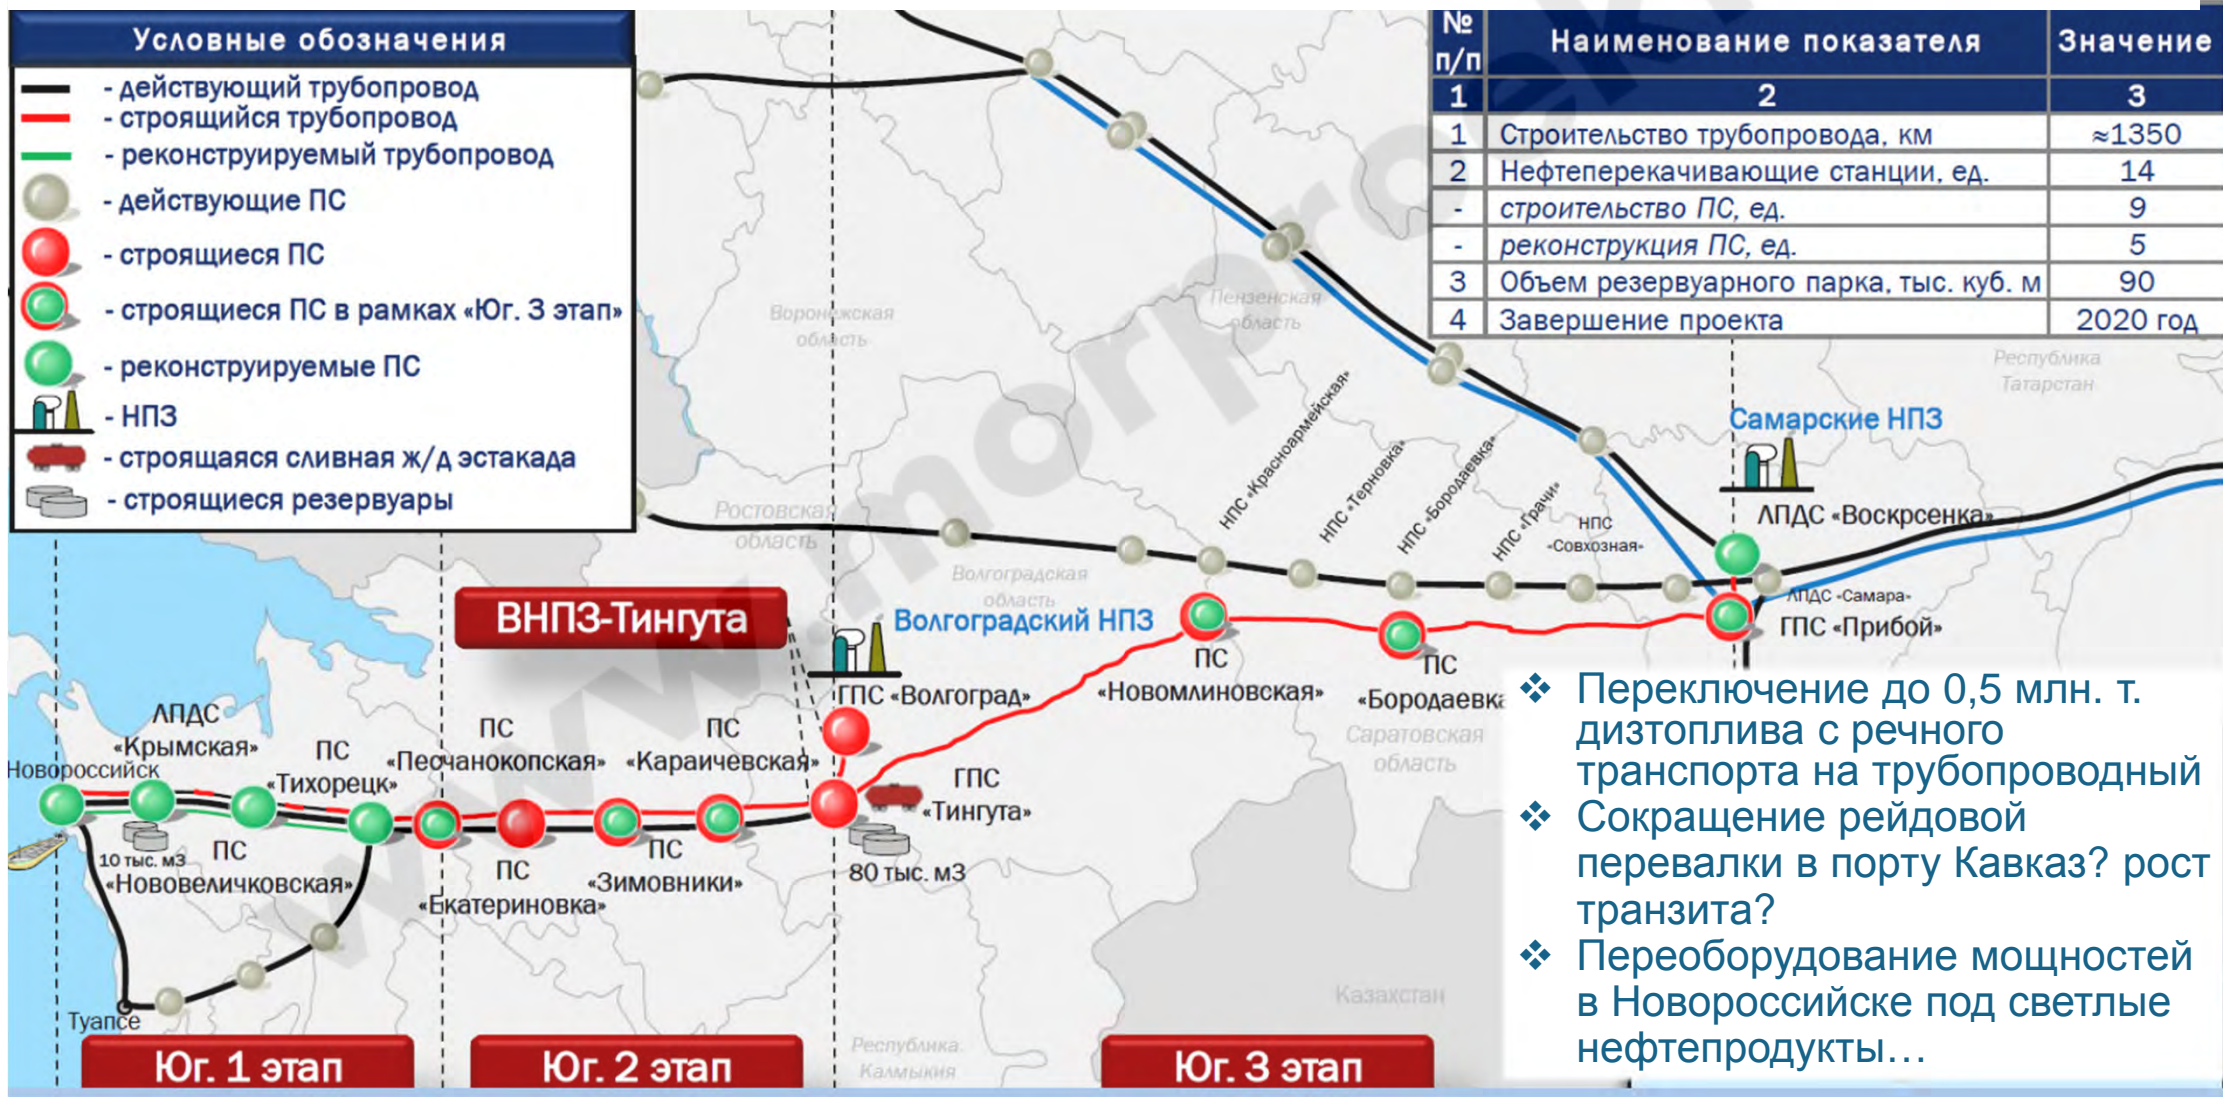 Условные обозначения
- действующий трубопровод
- строящийся трубопровод
- реконструируемый трубопровод
- действующие ПС
- строящиеся ПС
- строящиеся ПС в рамках «Юг. 3 этап»
- реконструируемые ПС
- НПЗ
- строящаяся сливная ж/д эстакада
- строящиеся резервуары
№ п/п Наименование показателя Значение
1 2 3
1 Строительство трубопровода, км ≈1350
2 Нефтеперекачивающие станции, ед. 14
- строительство ПС, ед. 9
- реконструкция ПС, ед. 5
3 Объем резервуарного парка, тыс. куб. м 90
4 Завершение проекта 2020 год
Воронежская
область
Пензенская
область
Республика
Татарстан
Ростовская
область
Волгоградская
область
Саратовская
область
Казахстан
Республика
Калмыкия
НПС «Красноармейская»
НПС «Терновка»
НПС «Бородаевка»
НПС «Грачи»
НПС
«Совхозная»
Самарские НПЗ
ЛПДС «Воскрсенка»
ЛПДС «Самара»
ГПС «Прибой»
ВНПЗ-Тингута
Волгоградский НПЗ
ГПС «Волгоград»
ПС
«Новомлиновская»
ПС
«Бородаевка
ГПС
«Тингута»
80 тыс. м3
Новороссийск
ЛПДС
«Крымская»
ПС
«Тихорецк»
ПС
«Песчанокопская»
ПС
«Караичевская»
10 тыс. м3
ПС
«Нововеличковская»
ПС
«Екатериновка»
ПС
«Зимовники»
Туапсе
Юг. 1 этап
Юг. 2 этап
Юг. 3 этап
❖ Переключение до 0,5 млн. т.
дизтоплива с речного
транспорта на трубопроводный
❖ Сокращение рейдовой
перевалки в порту Кавказ? рост
транзита?
❖ Переоборудование мощностей
в Новороссийске под светлые
нефтепродукты…
www.morproek